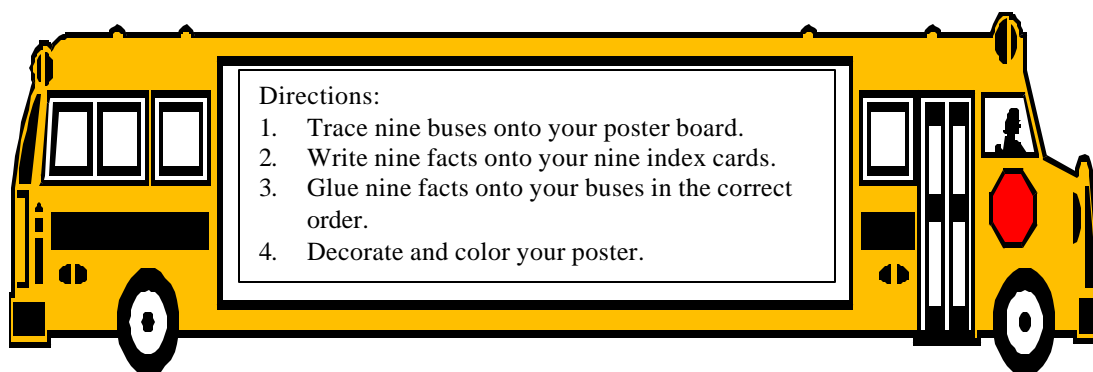 Directions:
1. Trace nine buses onto your poster board.
2. Write nine facts onto your nine index cards.
3. Glue nine facts onto your buses in the correct
order.
4. Decorate and color your poster.